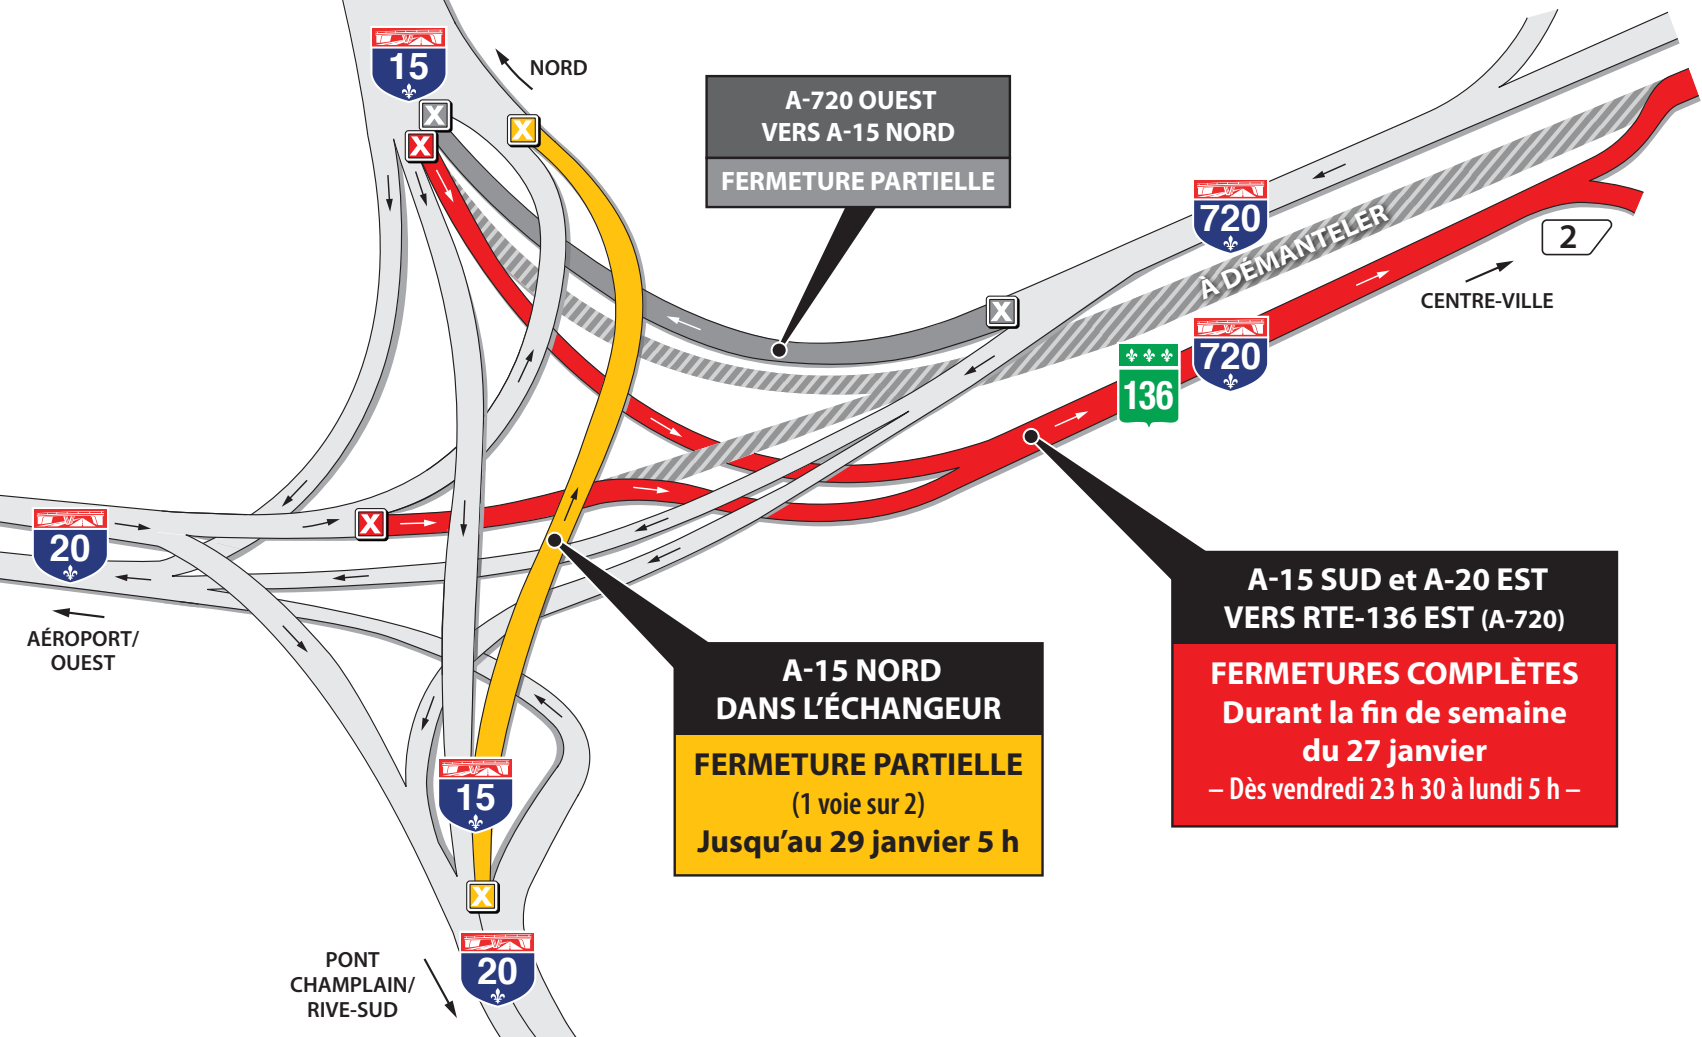 15
NORD
X
X
X
A-720 OUEST
VERS A-15 NORD
FERMETURE PARTIELLE
720
À DÉMANTELER
2
CENTRE-VILLE
X
720
136
X
20
AÉROPORT/
OUEST
A-15 SUD et A-20 EST
VERS RTE-136 EST (A-720)
FERMETURES COMPLÈTES
Durant la fin de semaine
du 27 janvier
– Dès vendredi 23 h 30 à lundi 5 h –
A-15 NORD
DANS L’ÉCHANGEUR
FERMETURE PARTIELLE
(1 voie sur 2)
Jusqu’au 29 janvier 5 h
15
X
20
PONT
CHAMPLAIN/
RIVE-SUD